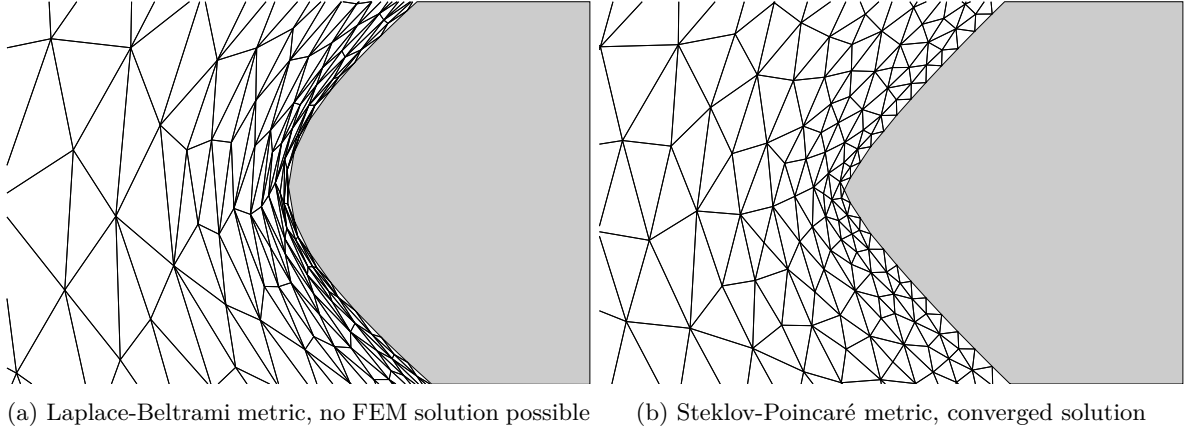 (a) Laplace-Beltrami metric, no FEM solution possible
(b) Steklov-Poincaré metric, converged solution